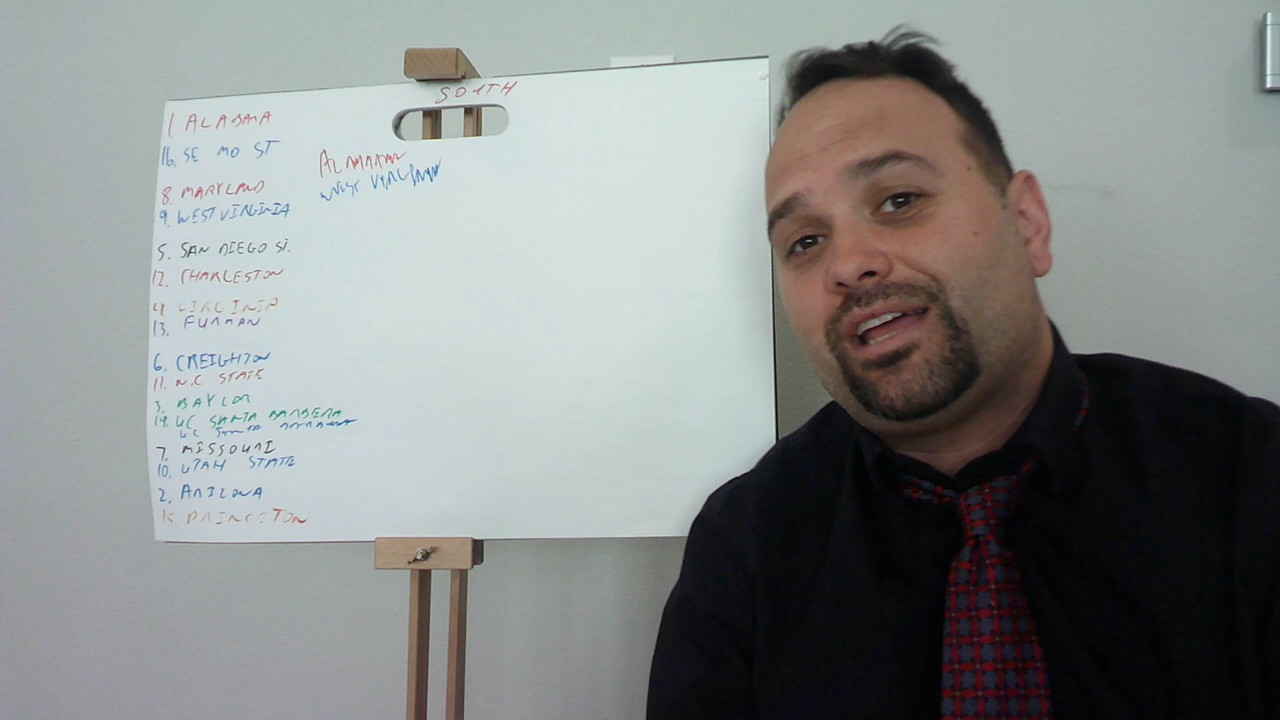 SOUTH
1 ALABAMA
16. SE MO ST
8. MARYLAND
9. WEST VIRGINIA
5. SAN DIEGO ST.
12. CHARLESTON
4 VIRGINIA
13. FURMAN
6. CREIGHTON
11. N.C STATE
3. BAYLOR
14. UC SANTA BARBERA
UC
7. MISSOURI
10. UTAH STATE
2. ARIZONA
15. PRINCETON
WEST